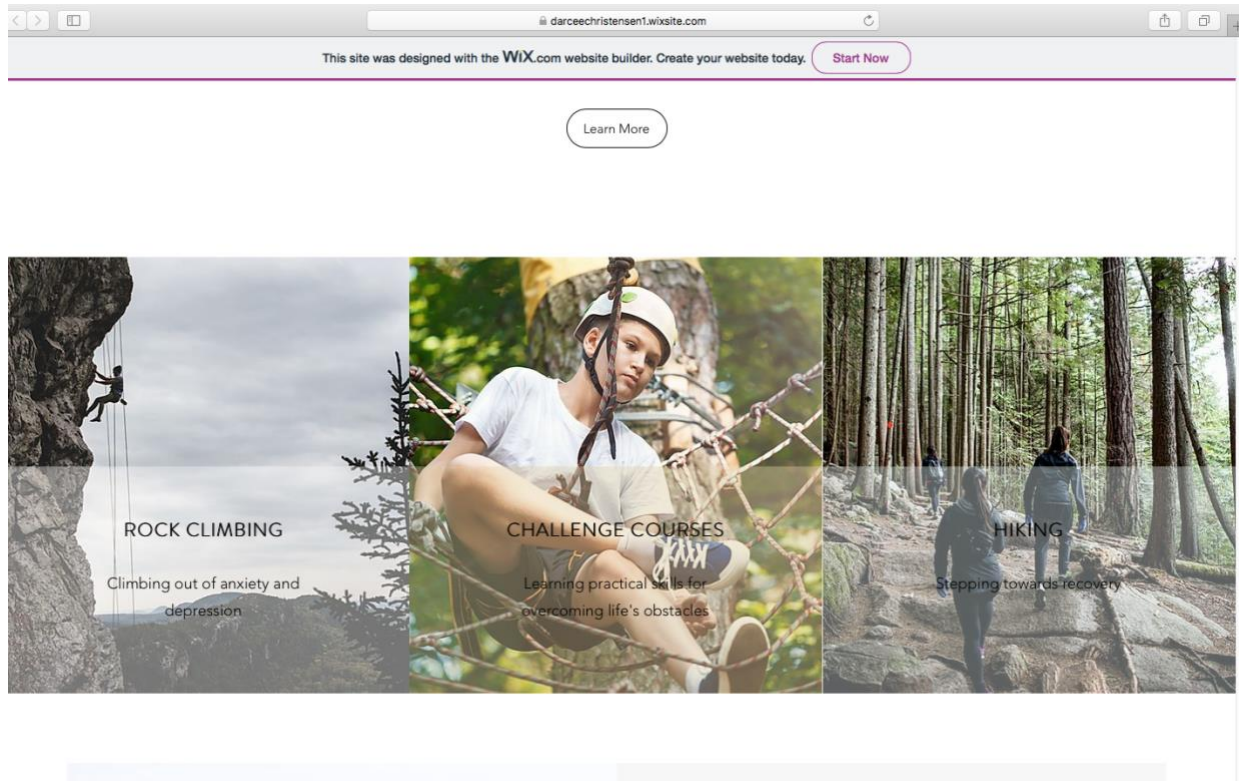 darceechristensen1.wixsite.com
This site was designed with the WiX.com website builder. Create your website today. Start Now
Learn More
ROCK CLIMBING
Climbing out of anxiety and
depression
CHALLENGE COURSES
Learning practical skills for
overcoming life's obstacles
HIKING
Stepping towards recovery